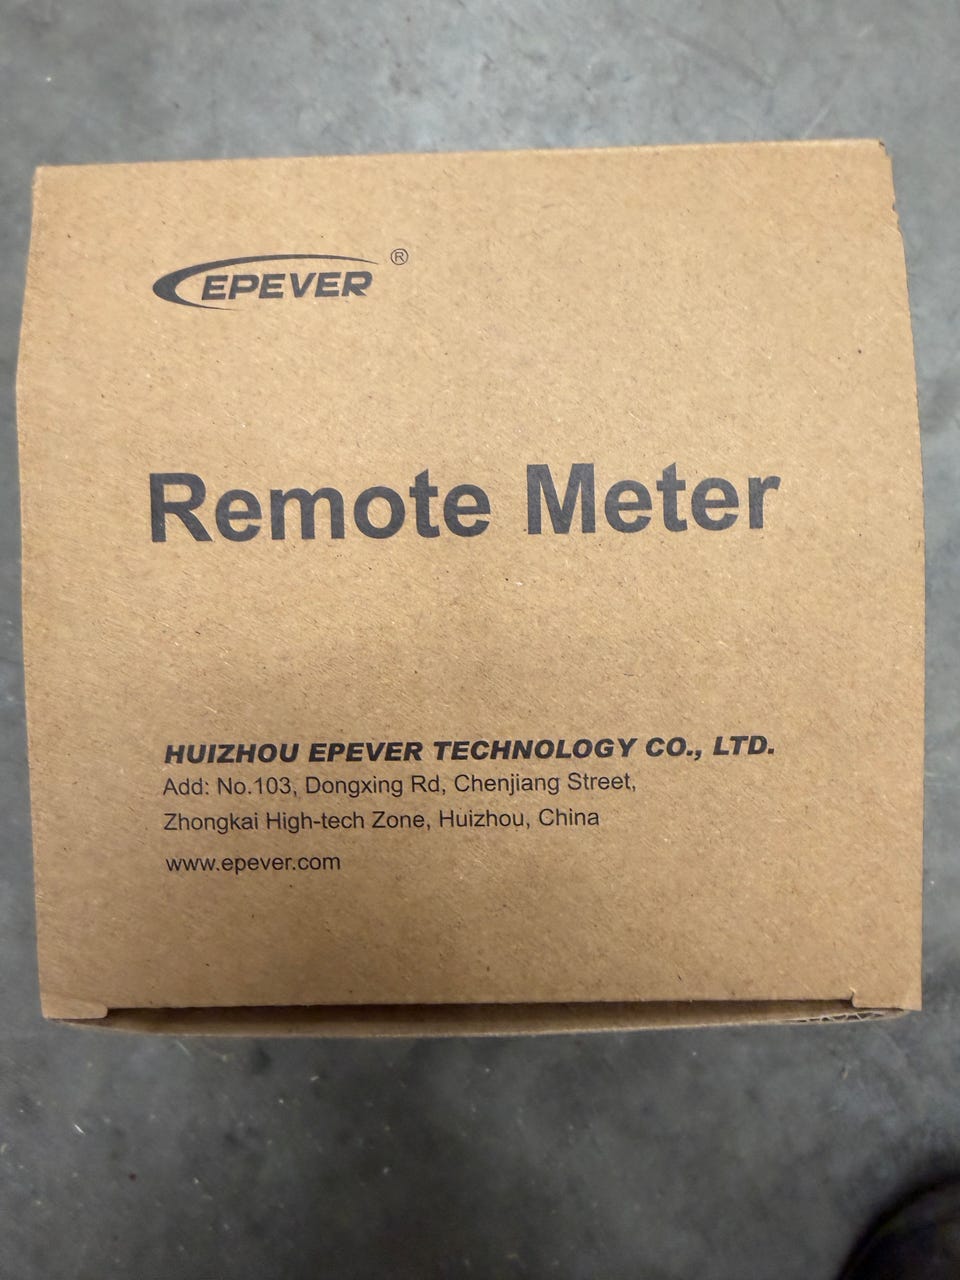 EPEVER ®
Remote Meter
HUIZHOU EPEVER TECHNOLOGY CO., LTD.
Add: No.103, Dongxing Rd, Chenjiang Street,
Zhongkai High-tech Zone, Huizhou, China
www.epever.com